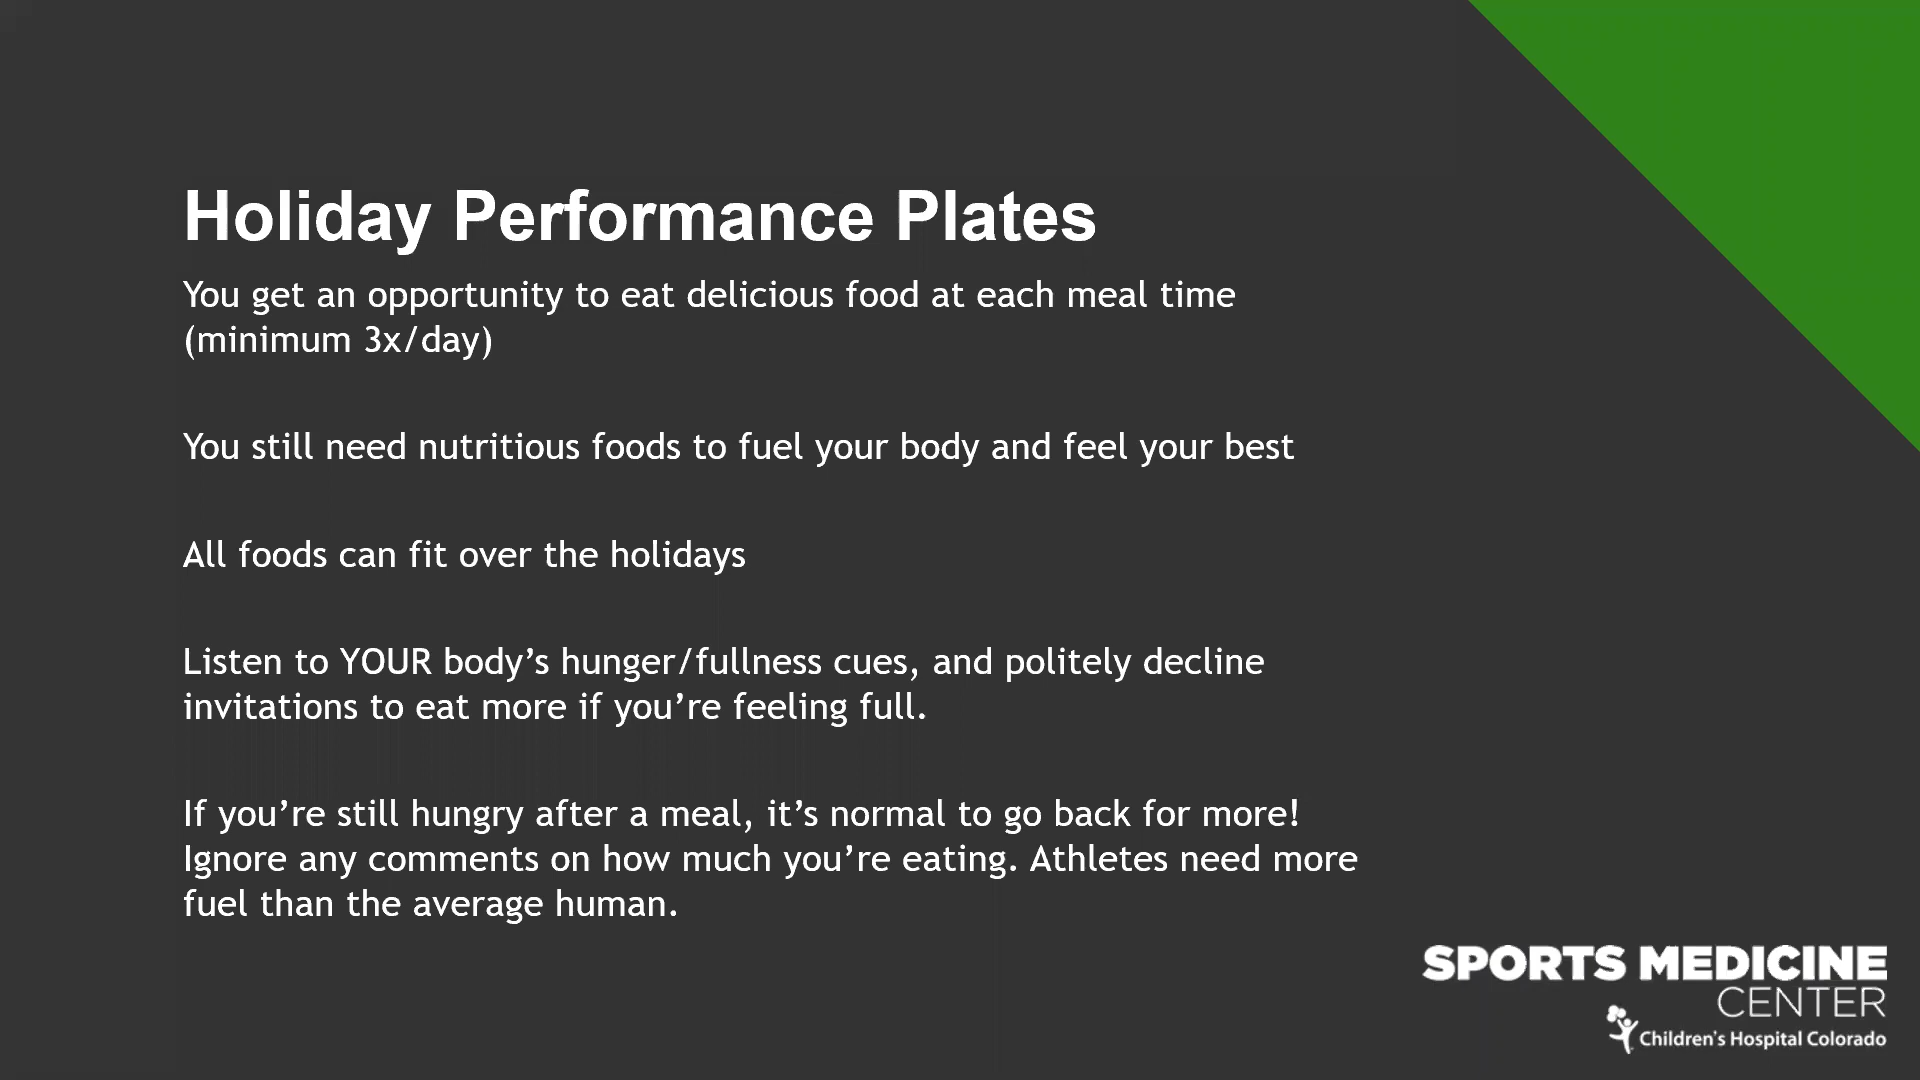 Holiday Performance Plates
You get an opportunity to eat delicious food at each meal time
(minimum 3x/day)
You still need nutritious foods to fuel your body and feel your best
All foods can fit over the holidays
Listen to YOUR body’s hunger/fullness cues, and politely decline
invitations to eat more if you’re feeling full.
If you’re still hungry after a meal, it’s normal to go back for more!
Ignore any comments on how much you’re eating. Athletes need more
fuel than the average human.
SPORTS MEDICINE
CENTER
Children's Hospital Colorado